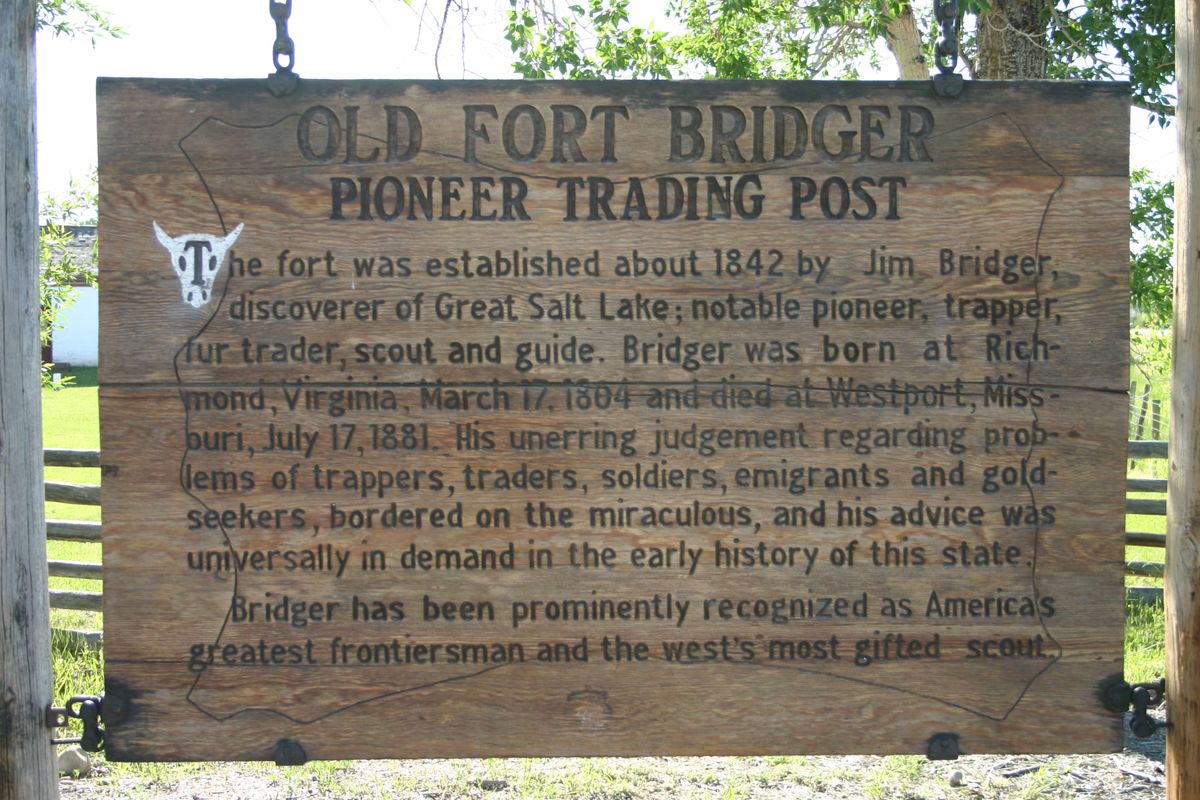 OLD FORT BRIDGER
PIONEER TRADING POST
The fort was established about 1842 by Jim Bridger,
discoverer of Great Salt Lake; notable pioneer, trapper,
fur trader, scout and guide. Bridger was born at Rich-
mond, Virginia, March 17, 1804 and died at Westport, Miss-
ouri, July 17, 1881. His unerring judgement regarding prob-
lems of trappers, traders, soldiers, emigrants and gold-
seekers, bordered on the miraculous, and his advice was
universally in demand in the early history of this state.
Bridger has been prominently recognized as America's
greatest frontiersman and the west's most gifted scout.